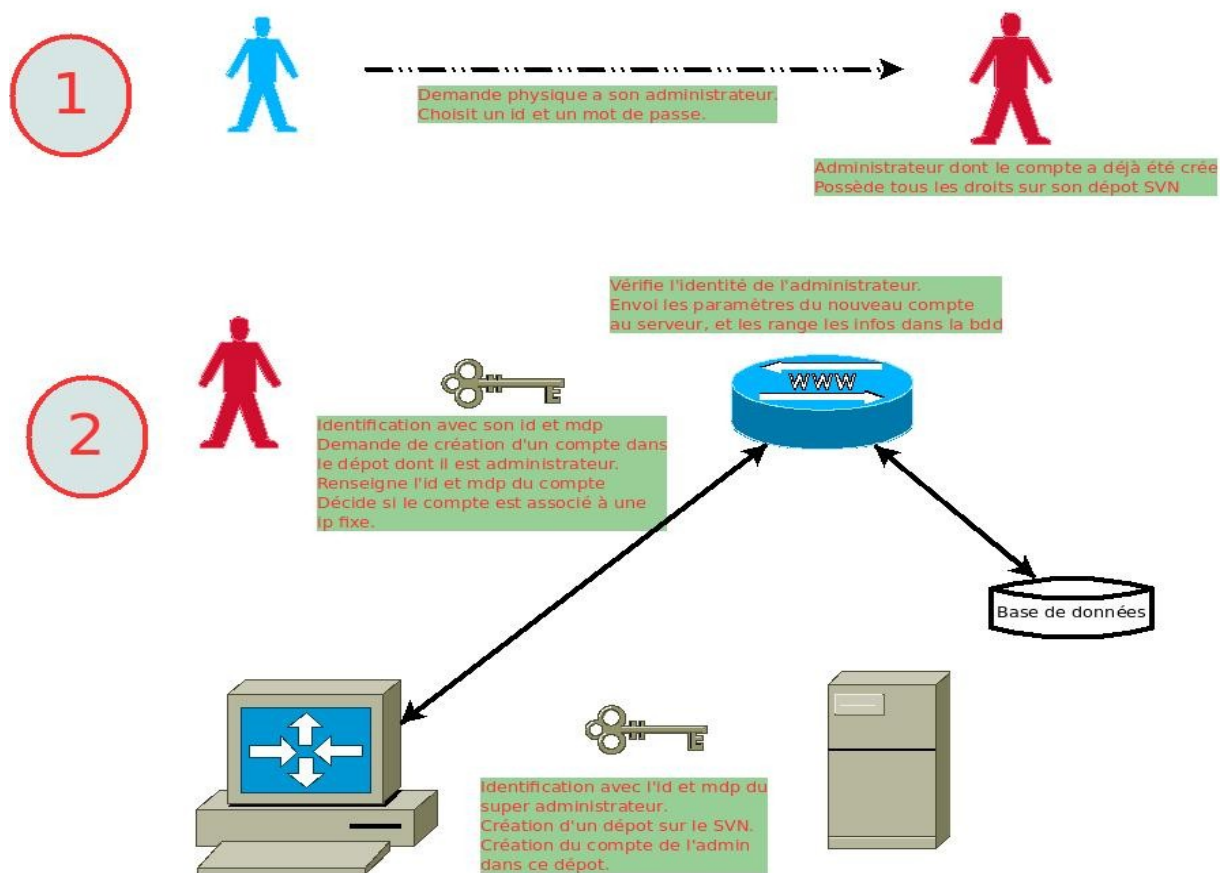 1
Demande physique a son administrateur.
Choisit un id et un mot de passe.
Administrateur dont le compte a déjà été crée
Possède tous les droits sur son dépot SVN
Vérifie l'identité de l'administrateur.
Envoi les paramètres du nouveau compte
au serveur, et les range les infos dans la bdd
WWW
2
Identification avec son id et mdp
Demande de création d'un compte dans
le dépot dont il est administrateur.
Renseigne l'id et mdp du compte
Décide si le compte est associé à une
ip fixe.
Base de données
Identification avec l'id et mdp du
super administrateur.
Création d'un dépot sur le SVN.
Création du compte de l'admin
dans ce dépot.